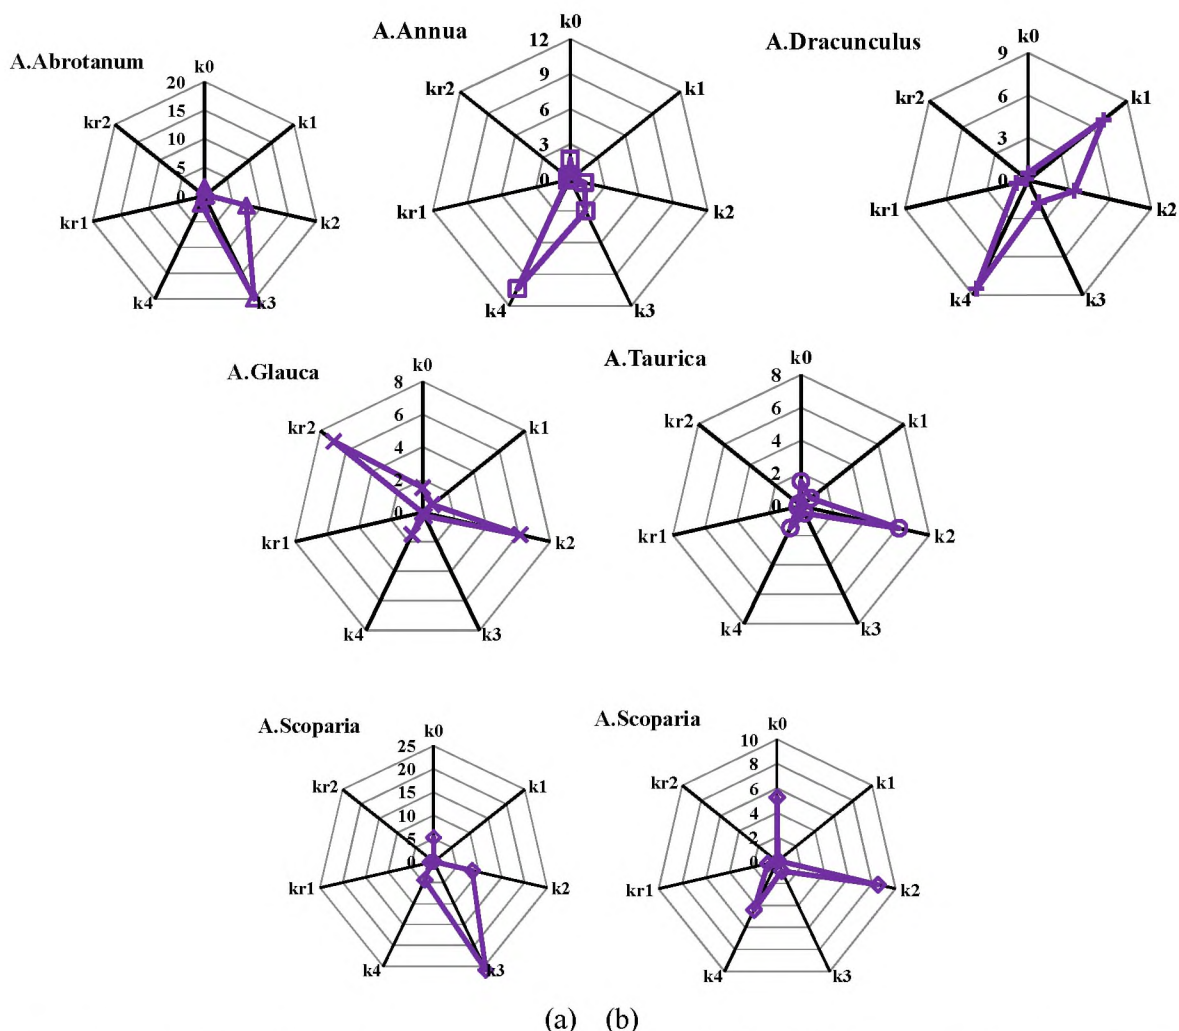 A.Abrotanum
k0
20
15
10
5
0
k1
k2
k3
k4
kr1
kr2
A.Annua
k0
12
9
6
3
0
k1
k2
k3
k4
kr1
kr2
A.Dracunculus
k0
9
6
3
0
k1
k2
k3
k4
kr1
kr2
A.Glauca
k0
8
6
4
2
0
k1
k2
k3
k4
kr1
kr2
A.Taurica
k0
8
6
4
2
0
k1
k2
k3
k4
kr1
kr2
A.Scoparia
k0
25
20
15
10
5
0
k1
k2
k3
k4
kr1
kr2
A.Scoparia
k0
10
8
6
4
2
0
k1
k2
k3
k4
kr1
kr2
(a) (b)